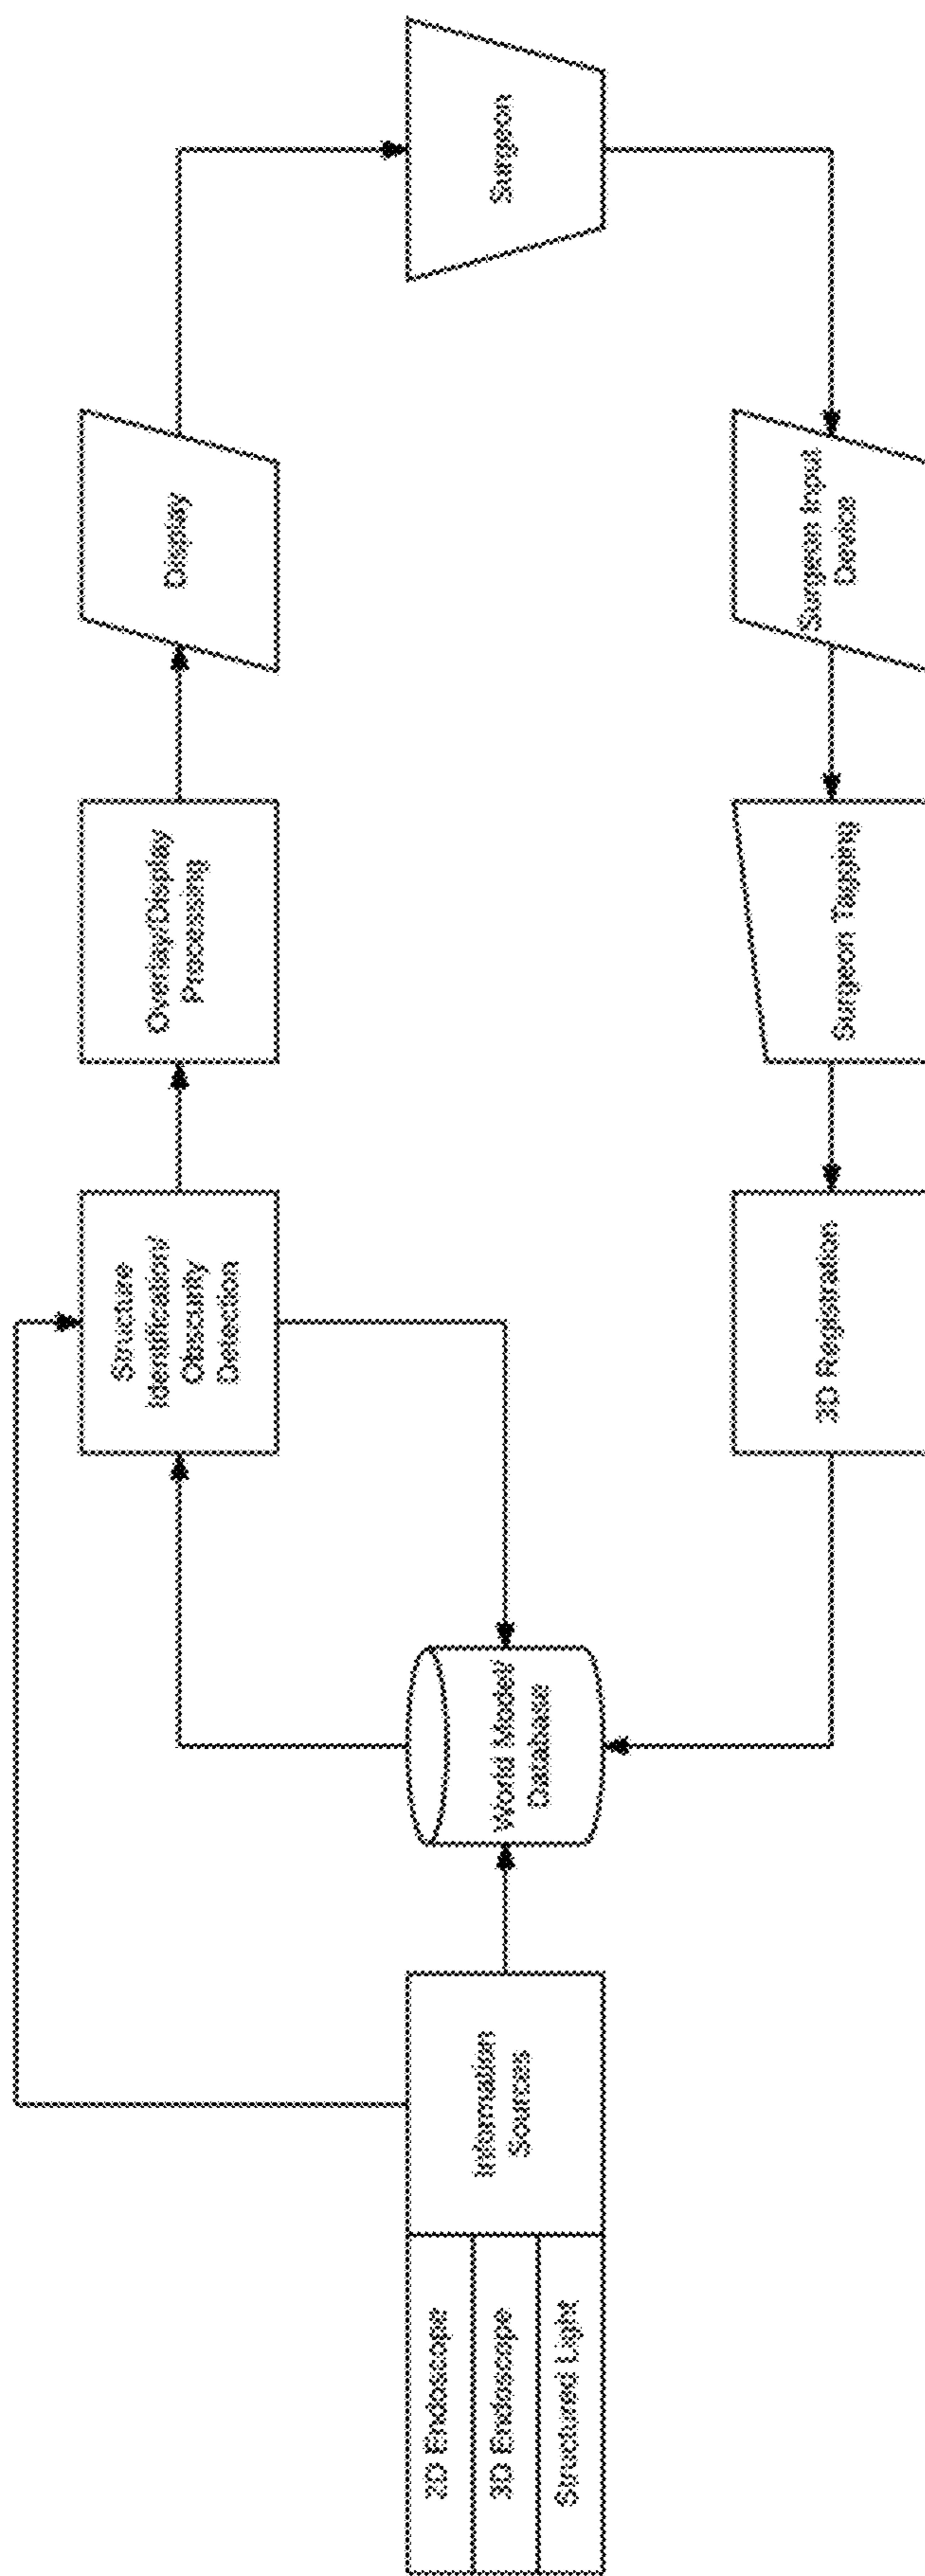 2D Endoscope
3D Endoscope
Structured Light
Information
Sources
World Model/
Database
Structure
Identification/
Obscurity
Detection
Overlay/Display
Processing
Display
Surgeon
Surgeon Input
Device
Surgeon Tagging
3D Registration